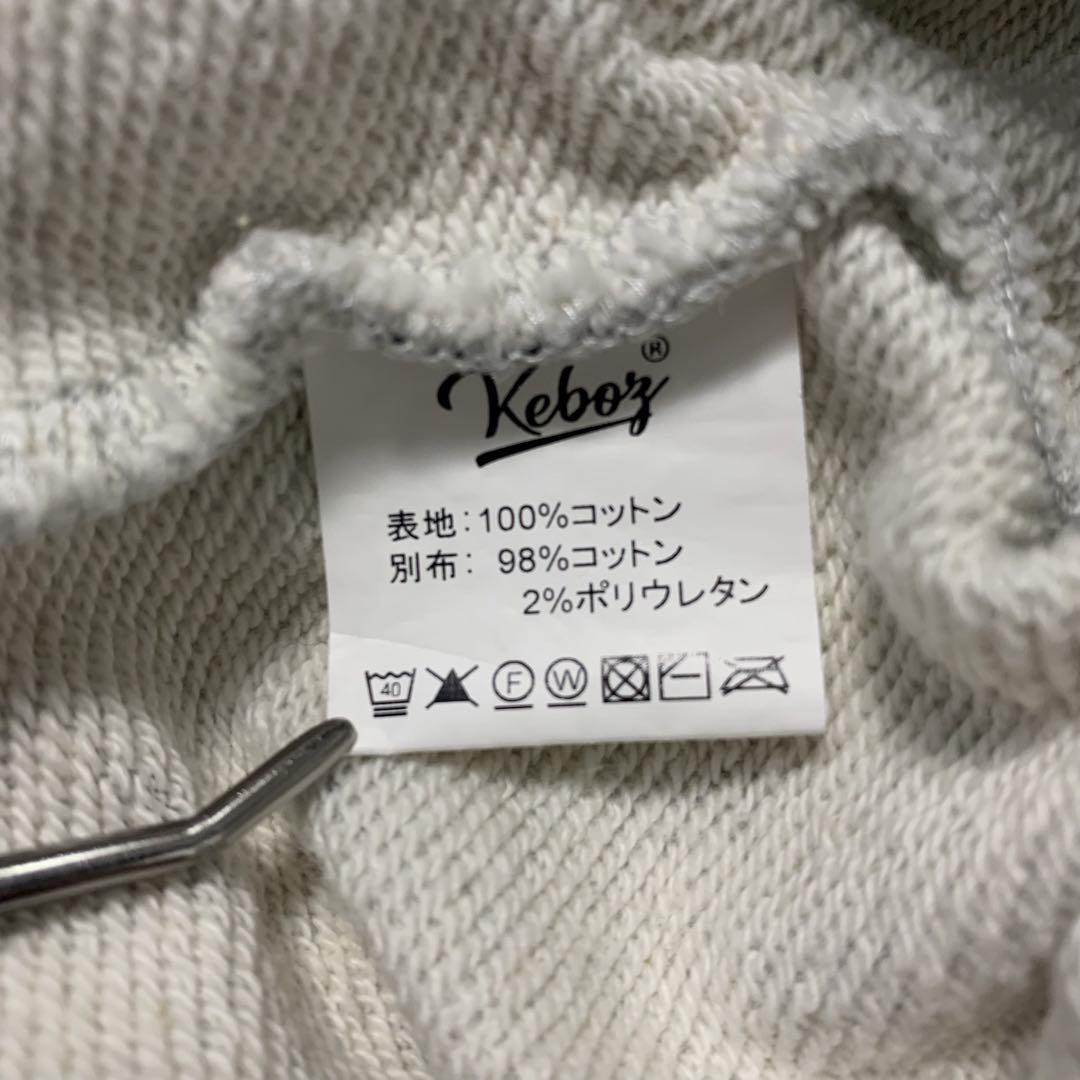 Keboz®
表地:100%コットン
別布: 98%コットン
2%ポリウレタン
40 F W